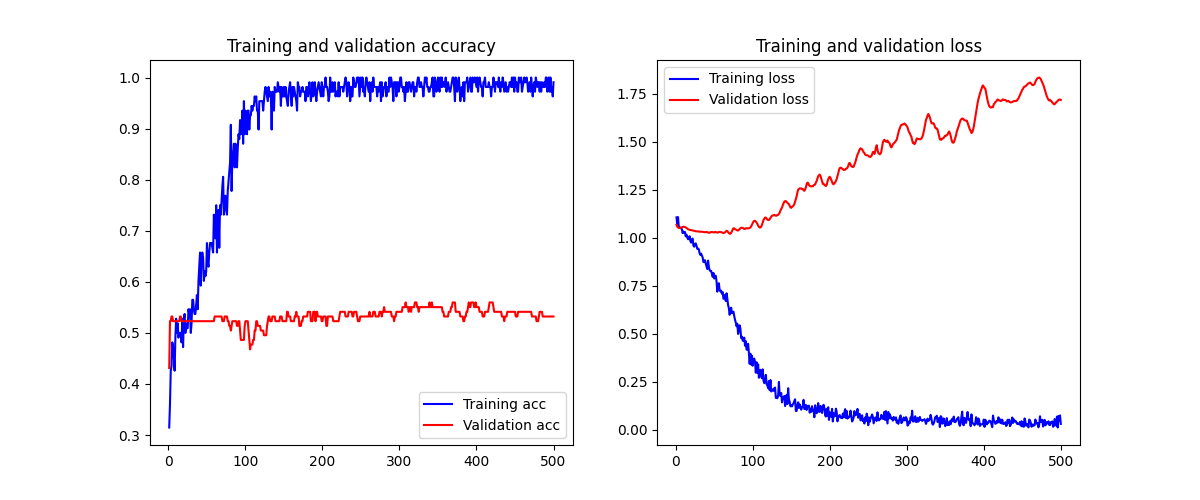 Training and validation accuracy
1.0
0.9
0.8
0.7
0.6
0.5
0.4
0.3
Training acc
Validation acc
0 100 200 300 400 500
Training and validation loss
Training loss
Validation loss
1.75
1.50
1.25
1.00
0.75
0.50
0.25
0.00
0 100 200 300 400 500